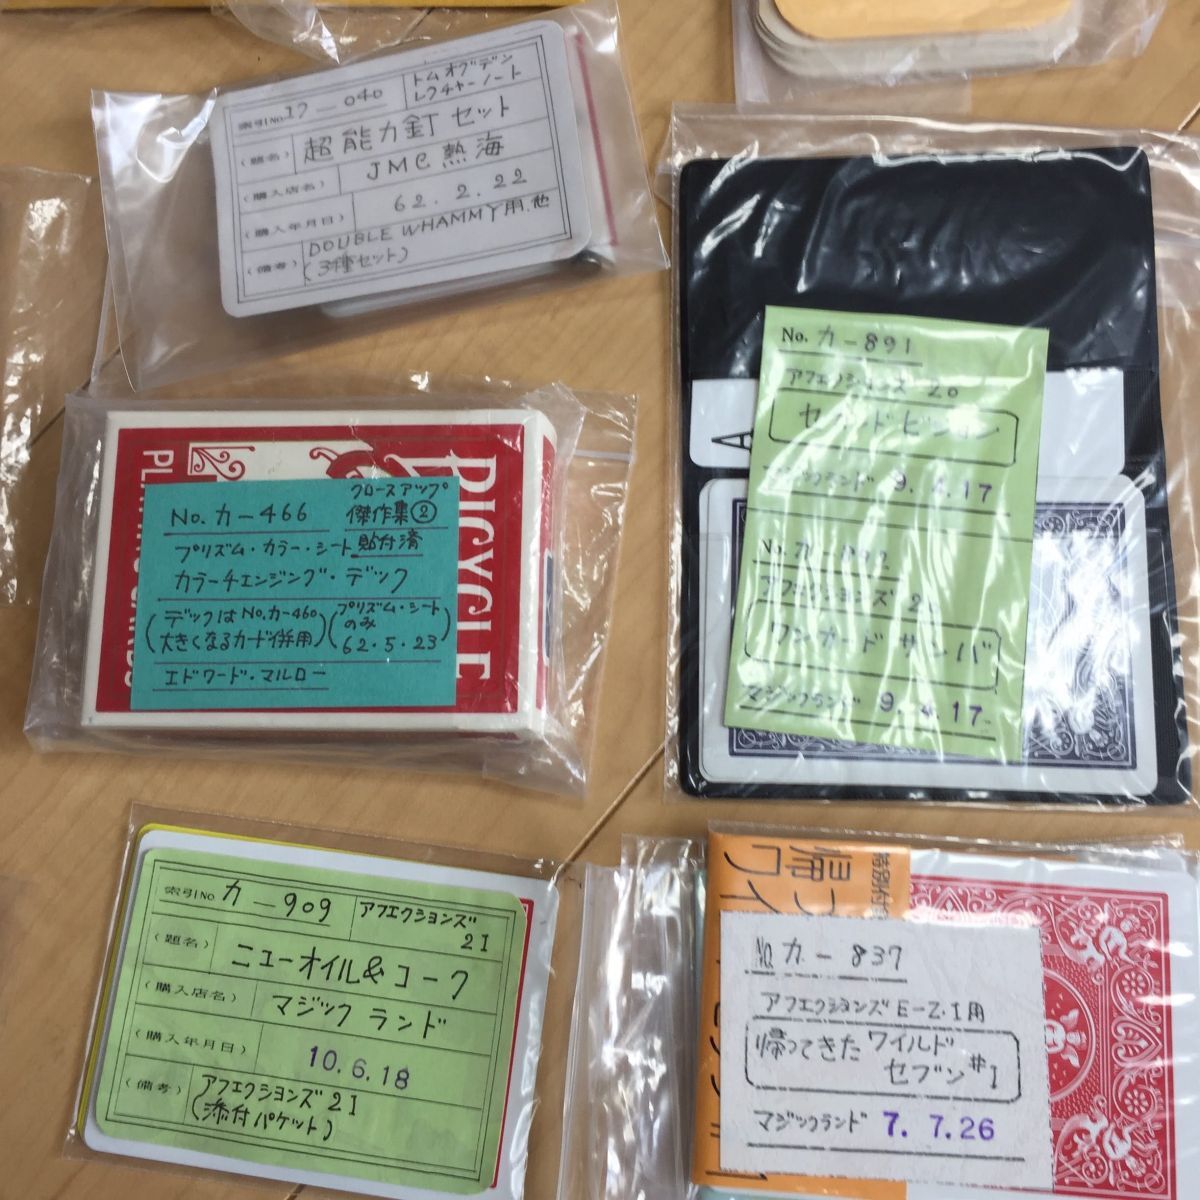 索引No. 17-040
トムオグデン
レクチャーノート
(題名) 超能力釘セット
(購入店名) JMC熱海
(購入年月日) 62.2.22
(備考) DOUBLE WHAMMY用.他
(3種セット)
No. カ-891
アフェクションズ 20
セカンドビジョン
マジックランド 9.4.17
アフェクションズ
ワンカードサンバ
マジックランド 9.4.17
A
BICYCLE
No. カ-466
クロースアップ
傑作集②
プリズム・カラー・シート貼付済
カラーチェンジング・デック
(デックはNo.カ-460 大きくなるカード併用)
(プリズム・シートのみ 62.5.23)
エドワード・マルロー
索引No カ-909
アフェクションズ
21
(題名) ニューオイル&コーク
(購入店名) マジックランド
(購入年月日) 10.6.18
(備考) アフェクションズ21
(添付パケット)
No カ-837
アフェクションズE-Z・1用
帰ってきたワイルド
セブン#1
マジックランド 7.7.26